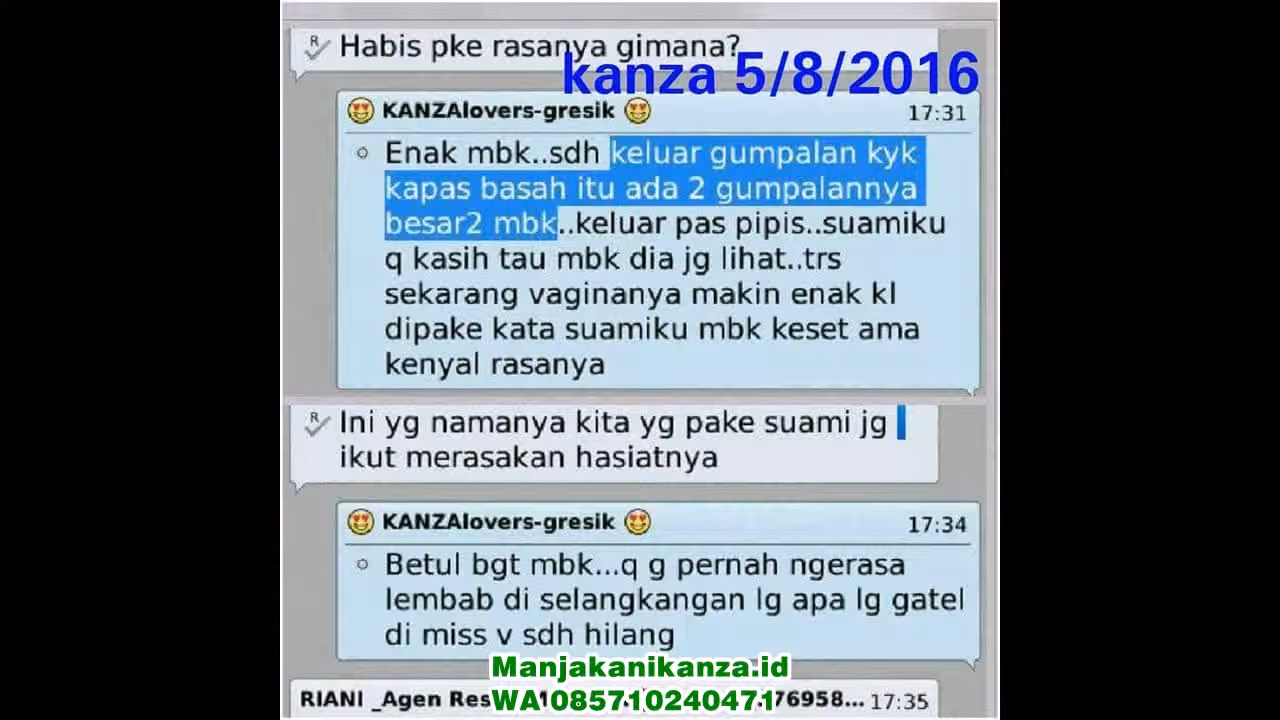 Habis pke rasanya gimana?
kanza 5/8/2016
KANZAlovers-gresik 17:31
Enak mbk..sdh keluar gumpalan kyk
kapas basah itu ada 2 gumpalannya
besar2 mbk..keluar pas pipis..suamiku
q kasih tau mbk dia jg lihat..trs
sekarang vaginanya makin enak kl
dipake kata suamiku mbk keset ama
kenyal rasanya
Ini yg namanya kita yg pake suami jg
ikut merasakan hasiatnya
KANZAlovers-gresik 17:34
Betul bgt mbk...q g pernah ngerasa
lembab di selangkangan lg apa lg gatel
di miss v sdh hilang
Manjakanikanza.id
WA 085710240471
RIANI _Agen Res 76958... 17:35